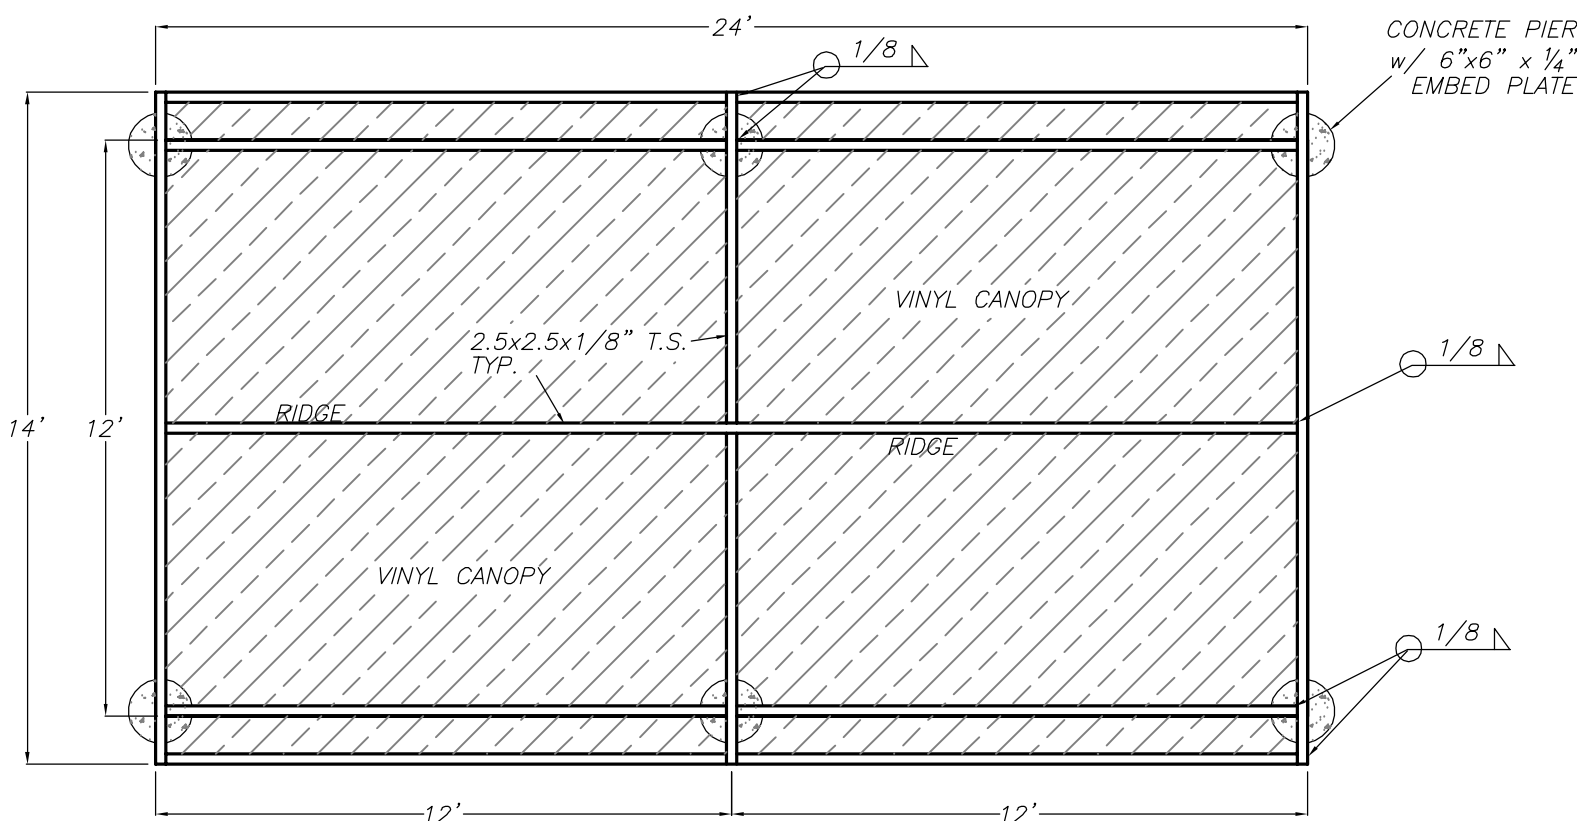 24'
1/8
CONCRETE PIER
w/ 6"x6" x 1/4"
EMBED PLATE
VINYL CANOPY
2.5x2.5x1/8" T.S.
TYP.
1/8
RIDGE
14'
12'
RIDGE
VINYL CANOPY
1/8
12'
12'